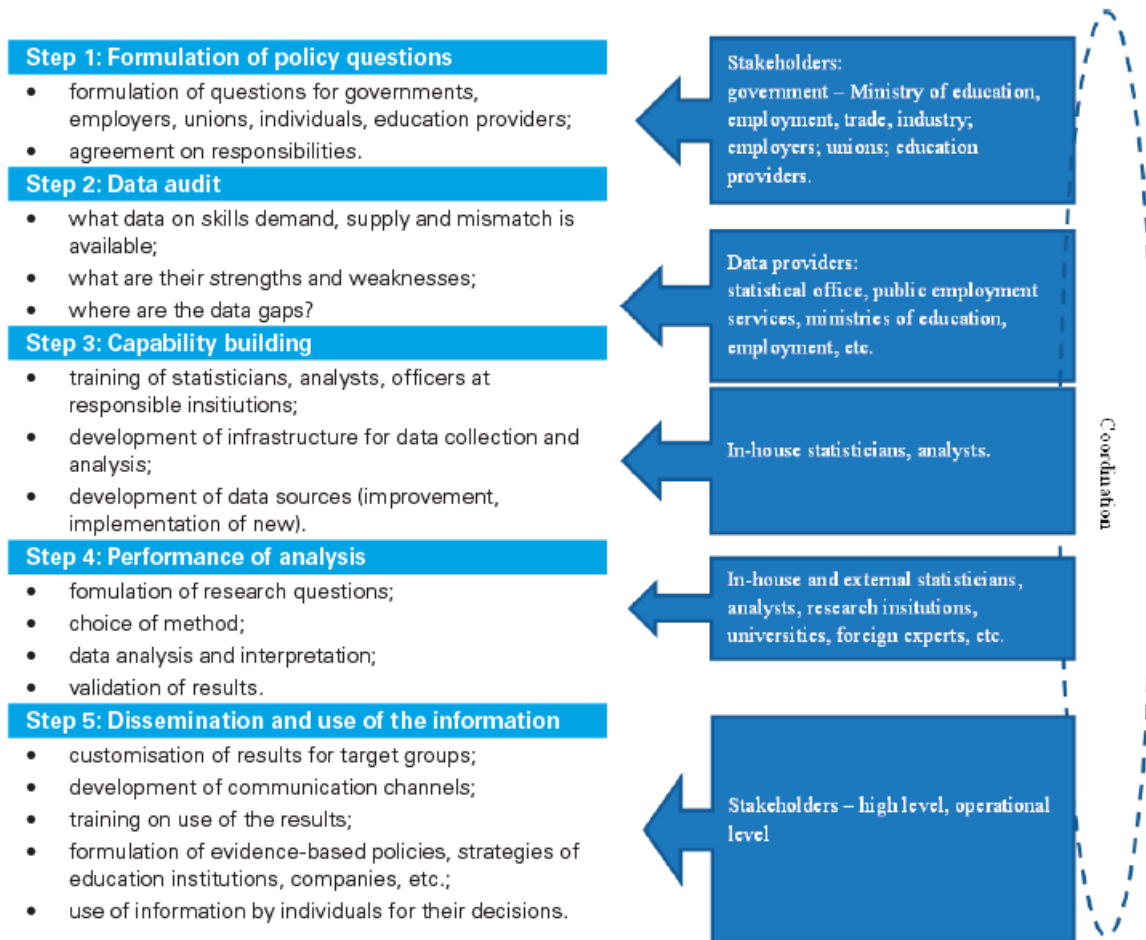 Step 1: Formulation of policy questions
• formulation of questions for governments,
employers, unions, individuals, education providers;
• agreement on responsibilities.
Step 2: Data audit
• what data on skills demand, supply and mismatch is
available;
• what are their strengths and weaknesses;
• where are the data gaps?
Step 3: Capability building
• training of statisticians, analysts, officers at
responsible insitiutions;
• development of infrastructure for data collection and
analysis;
• development of data sources (improvement,
implementation of new).
Step 4: Performance of analysis
• fomulation of research questions;
• choice of method;
• data analysis and interpretation;
• validation of results.
Step 5: Dissemination and use of the information
• customisation of results for target groups;
• development of communication channels;
• training on use of the results;
• formulation of evidence-based policies, strategies of
education institutions, companies, etc.;
• use of information by individuals for their decisions.
Stakeholders:
government – Ministry of education,
employment, trade, industry;
employers; unions; education
providers.
Data providers:
statistical office, public employment
services, ministries of education,
employment, etc.
In-house statisticians, analysts.
In-house and external statisticians,
analysts, research insitutions,
universities, foreign experts, etc.
Stakeholders – high level, operational
level
Coordination